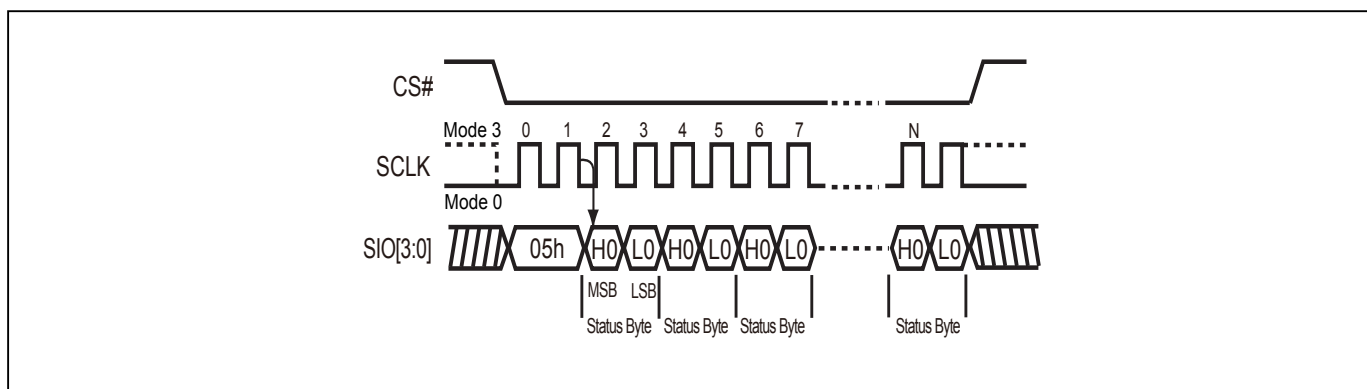 CS#
Mode 3 0 1 2 3 4 5 6 7 N
SCLK
Mode 0
SIO[3:0] 05h H0 L0 H0 L0 H0 L0 H0 L0
MSB LSB
Status Byte Status Byte Status Byte Status Byte